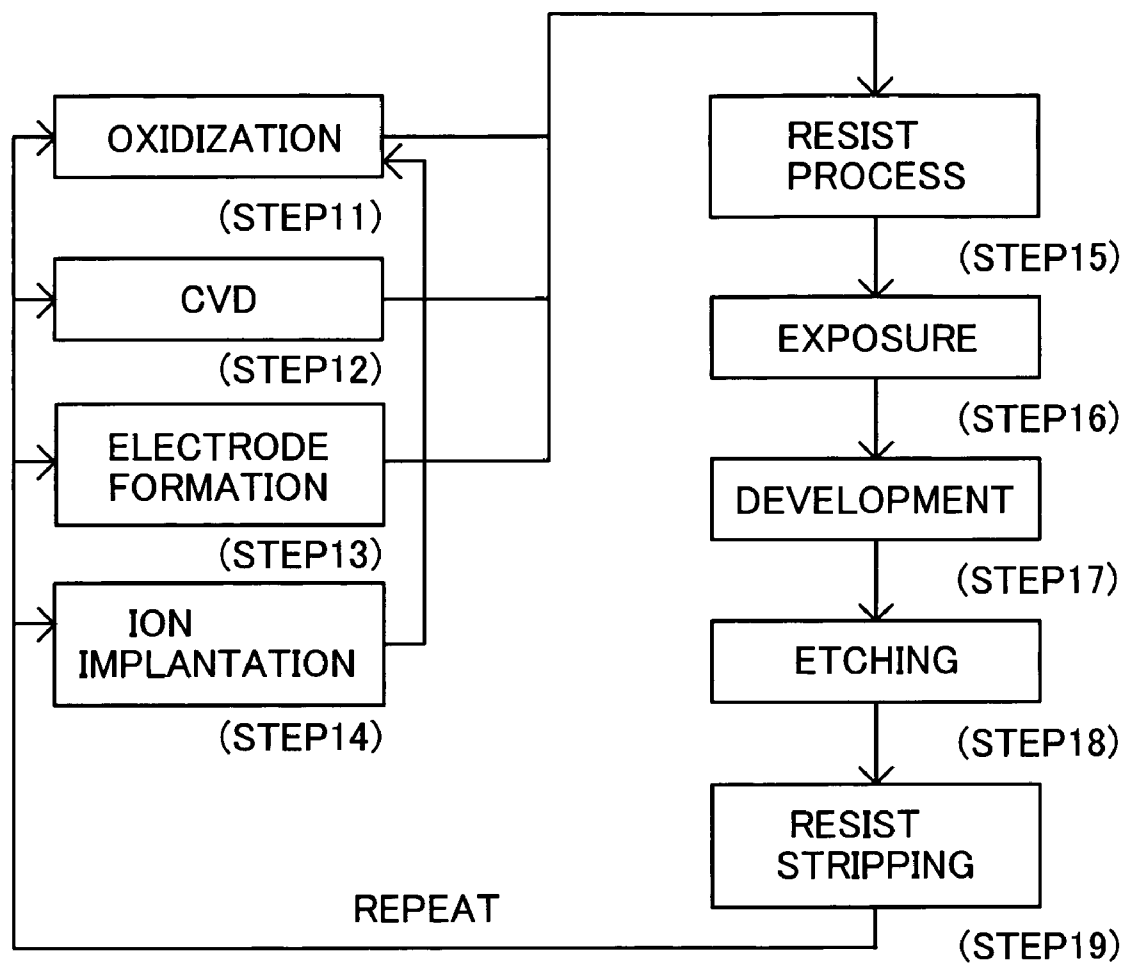 OXIDIZATION
(STEP11)
CVD
(STEP12)
ELECTRODE
FORMATION
(STEP13)
ION
IMPLANTATION
(STEP14)
RESIST
PROCESS
(STEP15)
EXPOSURE
(STEP16)
DEVELOPMENT
(STEP17)
ETCHING
(STEP18)
RESIST
STRIPPING
(STEP19)
REPEAT